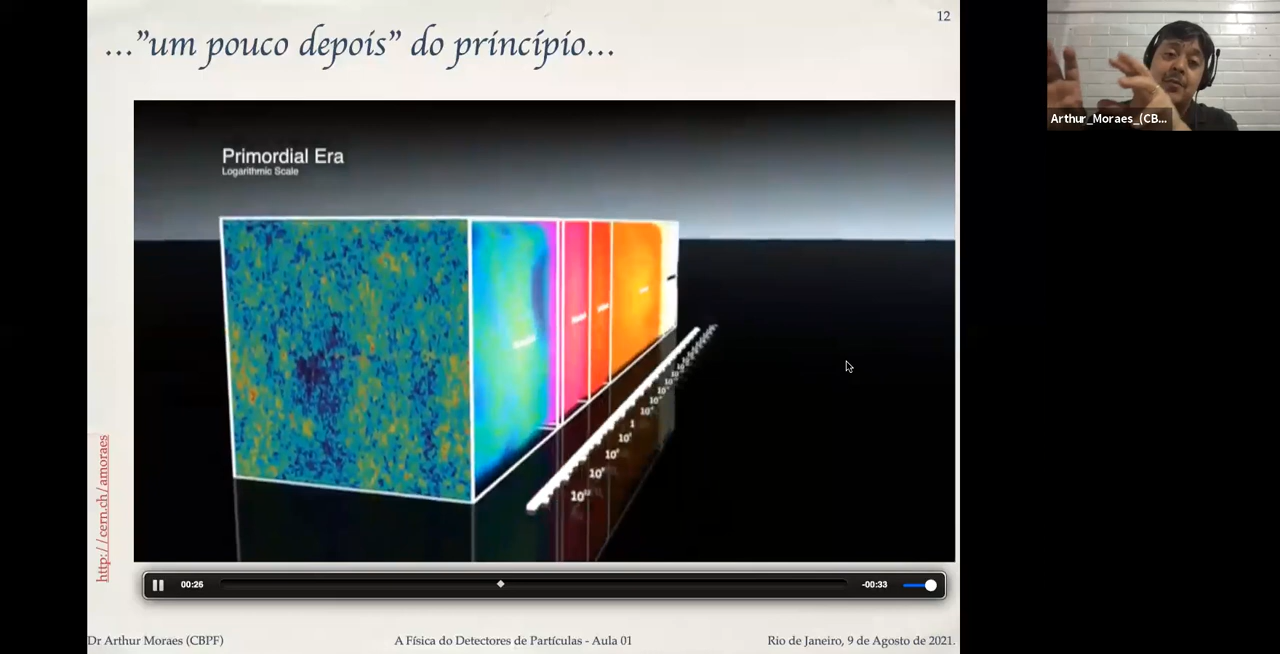 12
..."um pouco depois" do princípio...
Arthur_Moraes_(CB...
Primordial Era
Logarithmic Scale
1
http://cern.ch/amoraes
00:26
-00:33
Dr Arthur Moraes (CBPF)
A Física do Detectores de Partículas - Aula 01
Rio de Janeiro, 9 de Agosto de 2021.